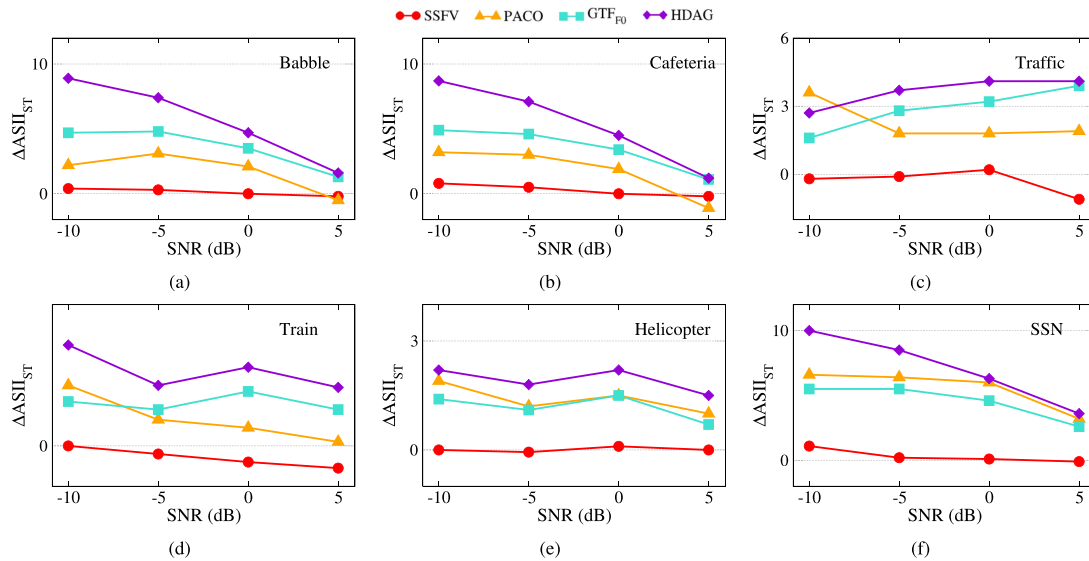 SSFV PACO GTF_F0 HDAG
10
0
ΔASII_ST
Babble
-10 -5 0 5
SNR (dB)
(a)
10
0
ΔASII_ST
Cafeteria
-10 -5 0 5
SNR (dB)
(b)
6
3
0
ΔASII_ST
Traffic
-10 -5 0 5
SNR (dB)
(c)
0
ΔASII_ST
Train
-10 -5 0 5
SNR (dB)
(d)
3
0
ΔASII_ST
Helicopter
-10 -5 0 5
SNR (dB)
(e)
10
0
ΔASII_ST
SSN
-10 -5 0 5
SNR (dB)
(f)